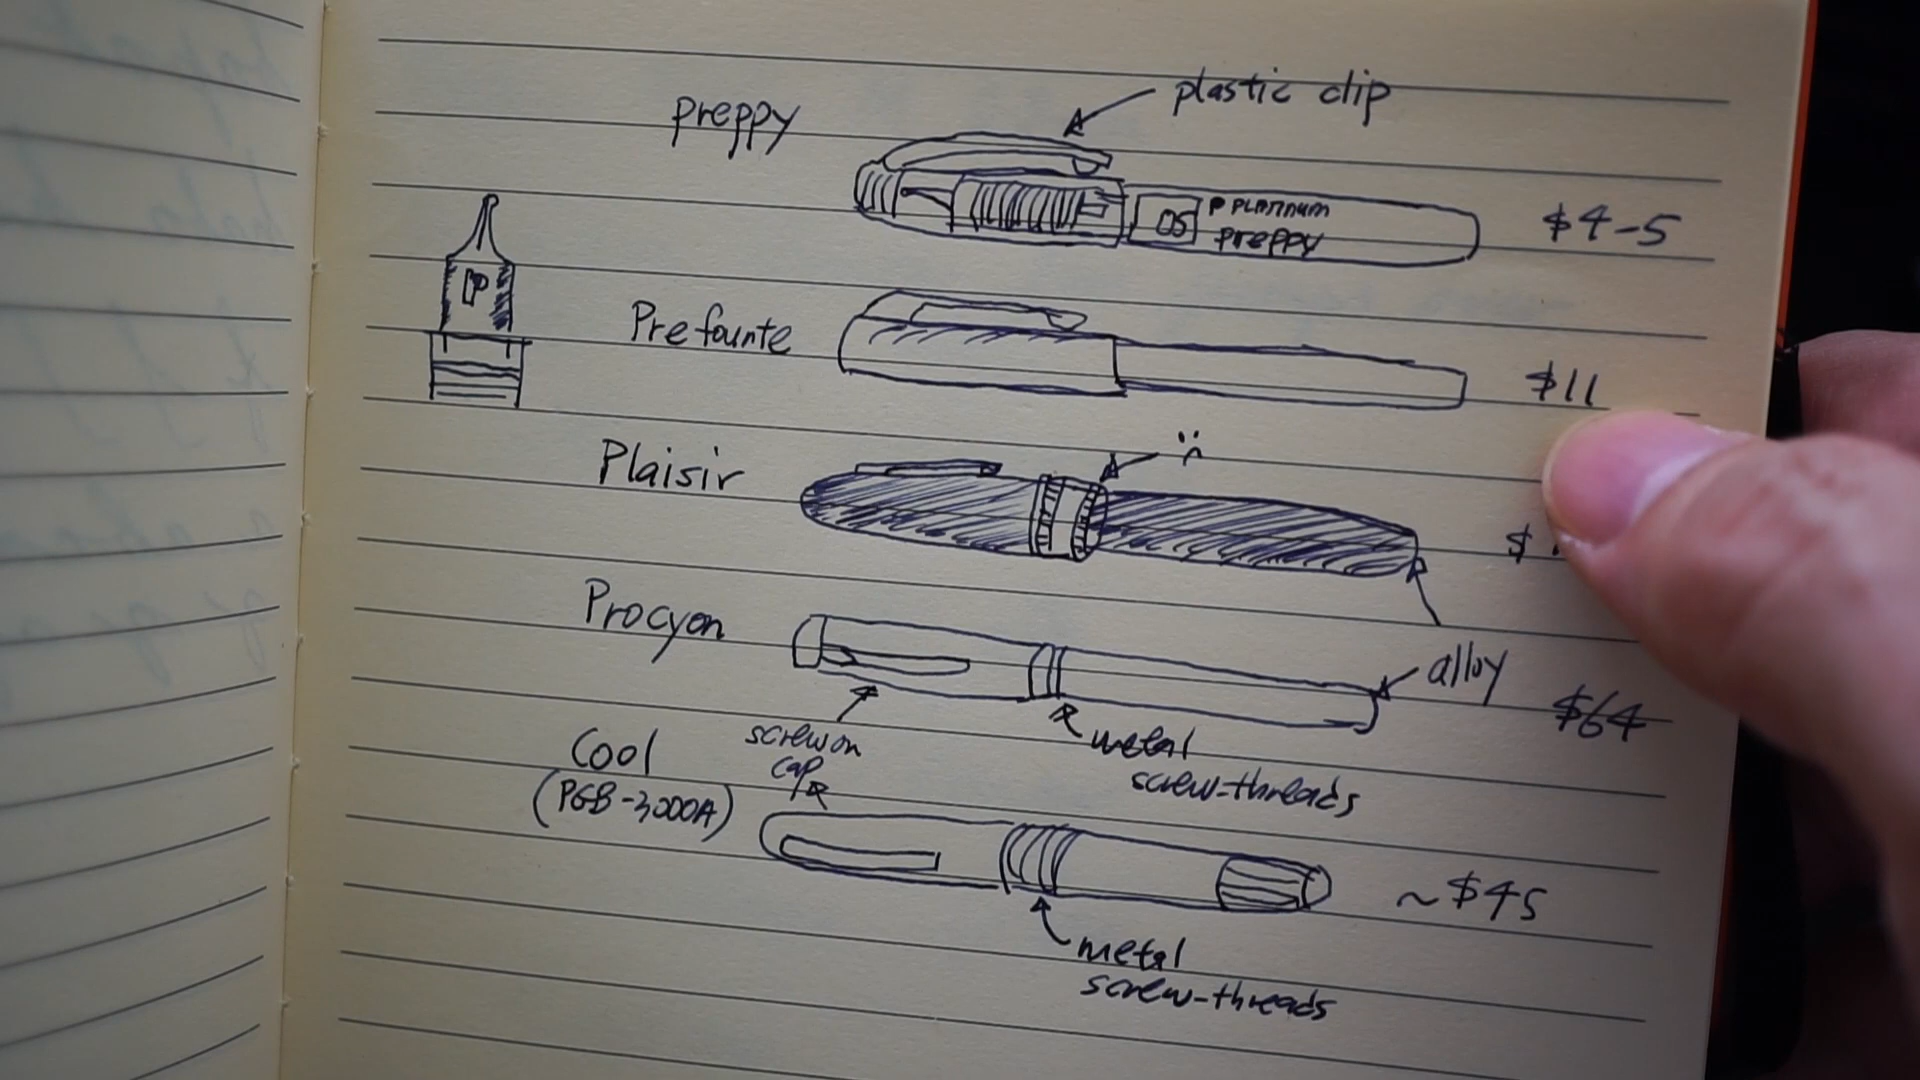 preppy
plastic clip
05
P PLATINUM
preppy
$4-5
P
Prefounte
$11
Plaisir
$
Procyon
alloy
$64
screw on
cap
metal
screw-threads
Cool
(PGB-3000A)
~$45
metal
screw-threads